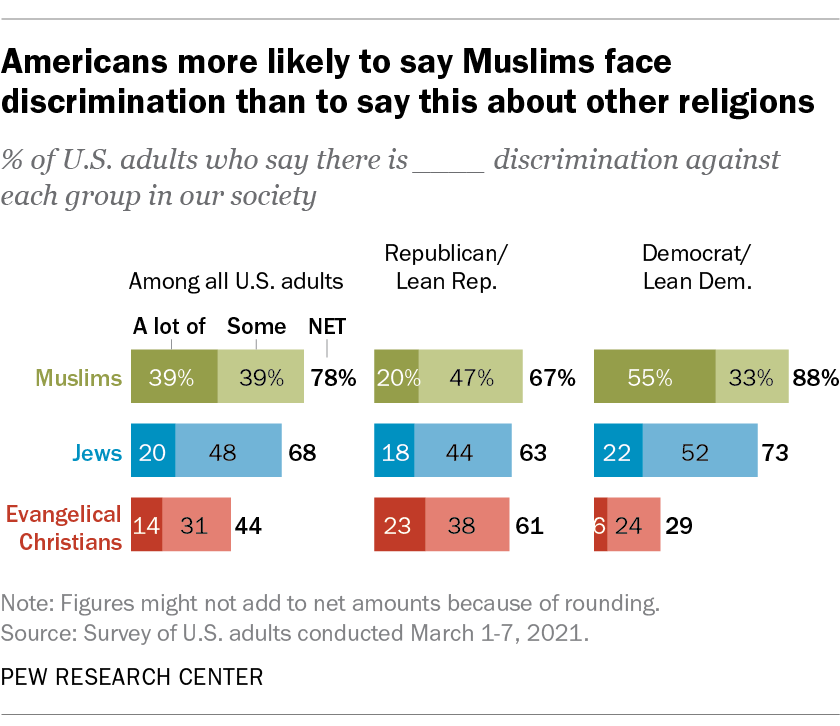 Americans more likely to say Muslims face
discrimination than to say this about other religions
% of U.S. adults who say there is ____ discrimination against
each group in our society
Among all U.S. adults
Republican/
Lean Rep.
Democrat/
Lean Dem.
A lot of Some NET
Muslims 39% 39% 78% 20% 47% 67% 55% 33% 88%
Jews 20 48 68 18 44 63 22 52 73
Evangelical
Christians 14 31 44 23 38 61 6 24 29
Note: Figures might not add to net amounts because of rounding.
Source: Survey of U.S. adults conducted March 1-7, 2021.
PEW RESEARCH CENTER